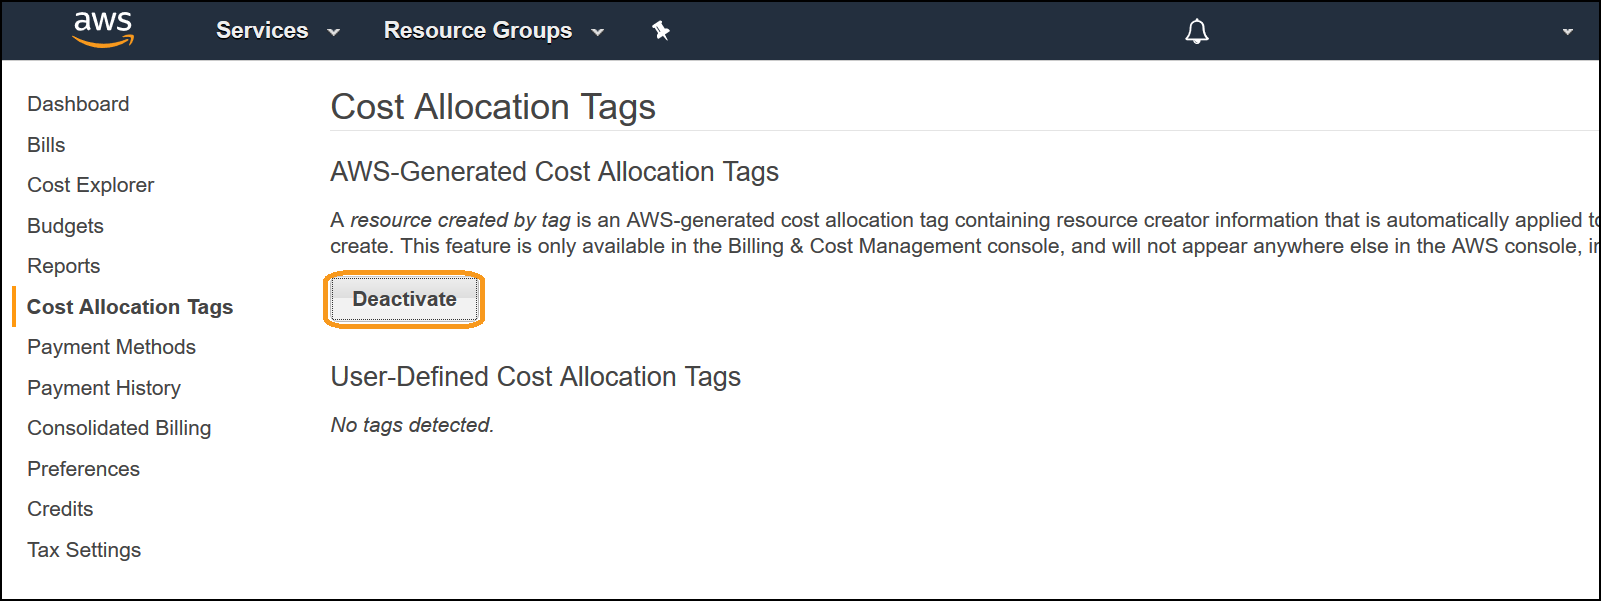 aws
Services
Resource Groups
Dashboard
Bills
Cost Explorer
Budgets
Reports
Cost Allocation Tags
Payment Methods
Payment History
Consolidated Billing
Preferences
Credits
Tax Settings
Cost Allocation Tags
AWS-Generated Cost Allocation Tags
A resource created by tag is an AWS-generated cost allocation tag containing resource creator information that is automatically applied
create. This feature is only available in the Billing & Cost Management console, and will not appear anywhere else in the AWS console,
Deactivate
User-Defined Cost Allocation Tags
No tags detected.